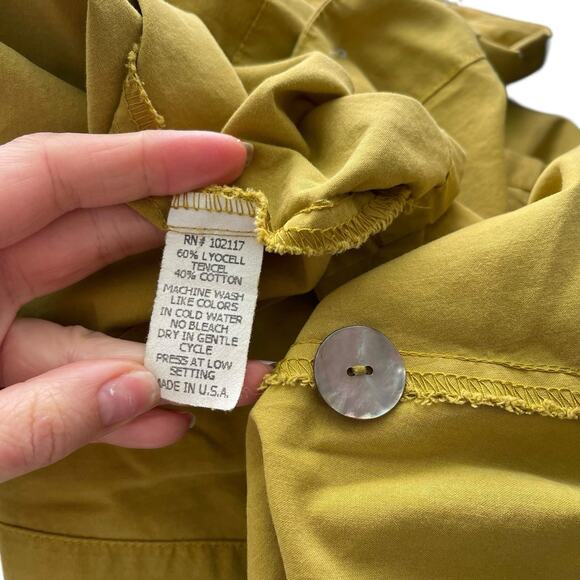 RN# 102117
60% LYOCELL
TENCEL
40% COTTON
MACHINE WASH
LIKE COLORS
IN COLD WATER
NO BLEACH
DRY IN GENTLE
CYCLE
PRESS AT LOW
SETTING
MADE IN U.S.A.